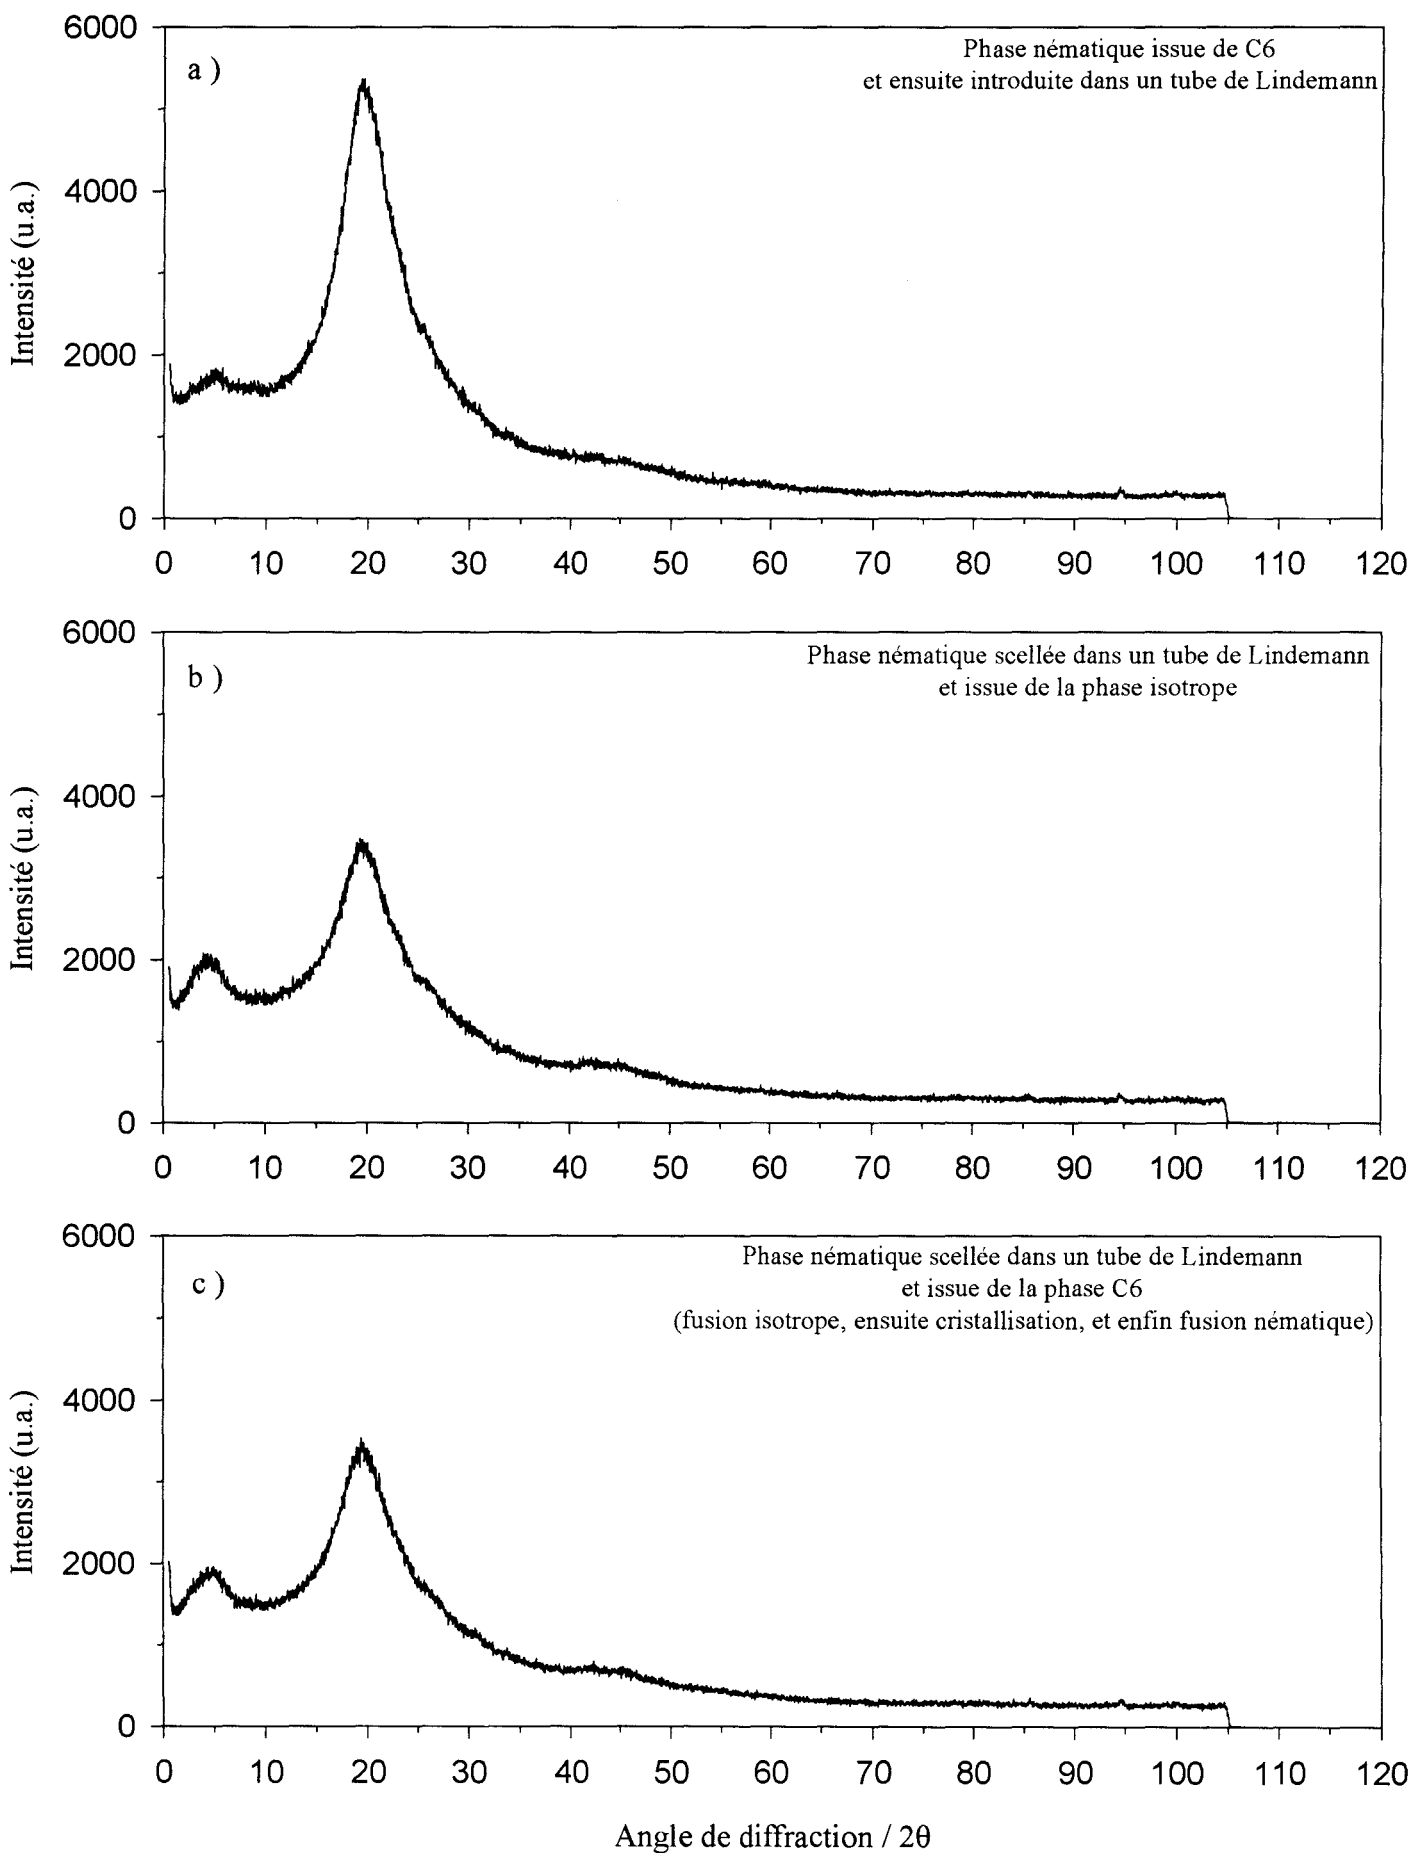 6000
a )
Phase nématique issue de C6
et ensuite introduite dans un tube de Lindemann
4000
Intensité (u.a.)
2000
0
0 10 20 30 40 50 60 70 80 90 100 110 120
6000
b )
Phase nématique scellée dans un tube de Lindemann
et issue de la phase isotrope
4000
Intensité (u.a.)
2000
0
0 10 20 30 40 50 60 70 80 90 100 110 120
6000
c )
Phase nématique scellée dans un tube de Lindemann
et issue de la phase C6
(fusion isotrope, ensuite cristallisation, et enfin fusion nématique)
4000
Intensité (u.a.)
2000
0
0 10 20 30 40 50 60 70 80 90 100 110 120
Angle de diffraction / 2θ